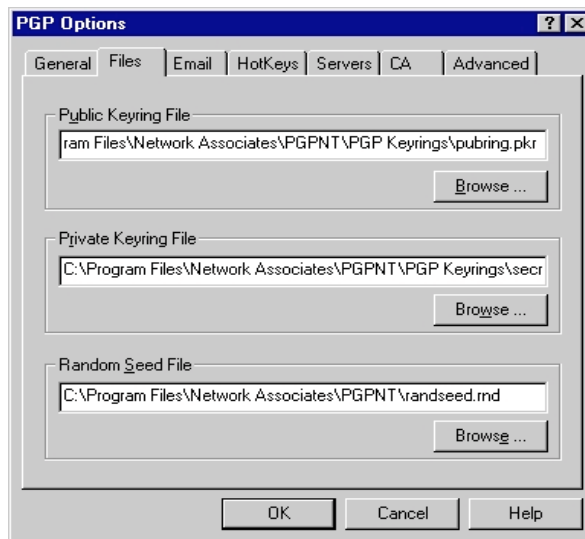 PGP Options
General Files Email HotKeys Servers CA Advanced
Public Keyring File
ram Files\Network Associates\PGPNT\PGP Keyrings\pubring.pkr
Browse ...
Private Keyring File
C:\Program Files\Network Associates\PGPNT\PGP Keyrings\secr
Browse ...
Random Seed File
C:\Program Files\Network Associates\PGPNT\randseed.rnd
Browse ...
OK Cancel Help